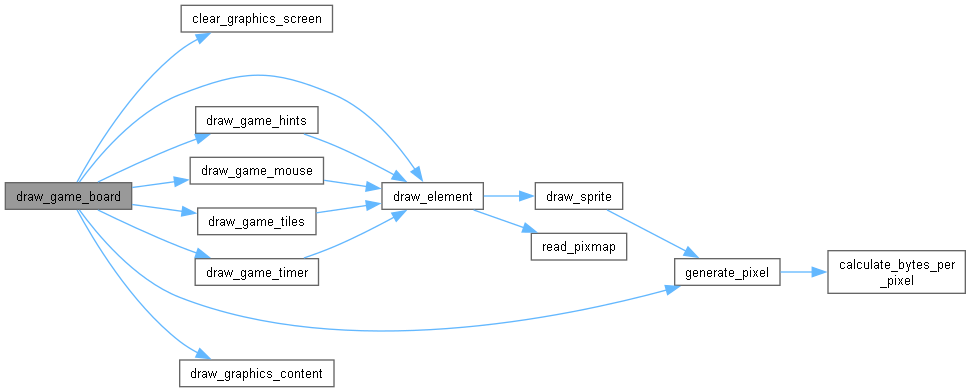 clear_graphics_screen
draw_game_hints
draw_game_mouse
draw_game_board
draw_element
draw_sprite
draw_game_tiles
read_pixmap
draw_game_timer
generate_pixel
calculate_bytes_per
_pixel
draw_graphics_content